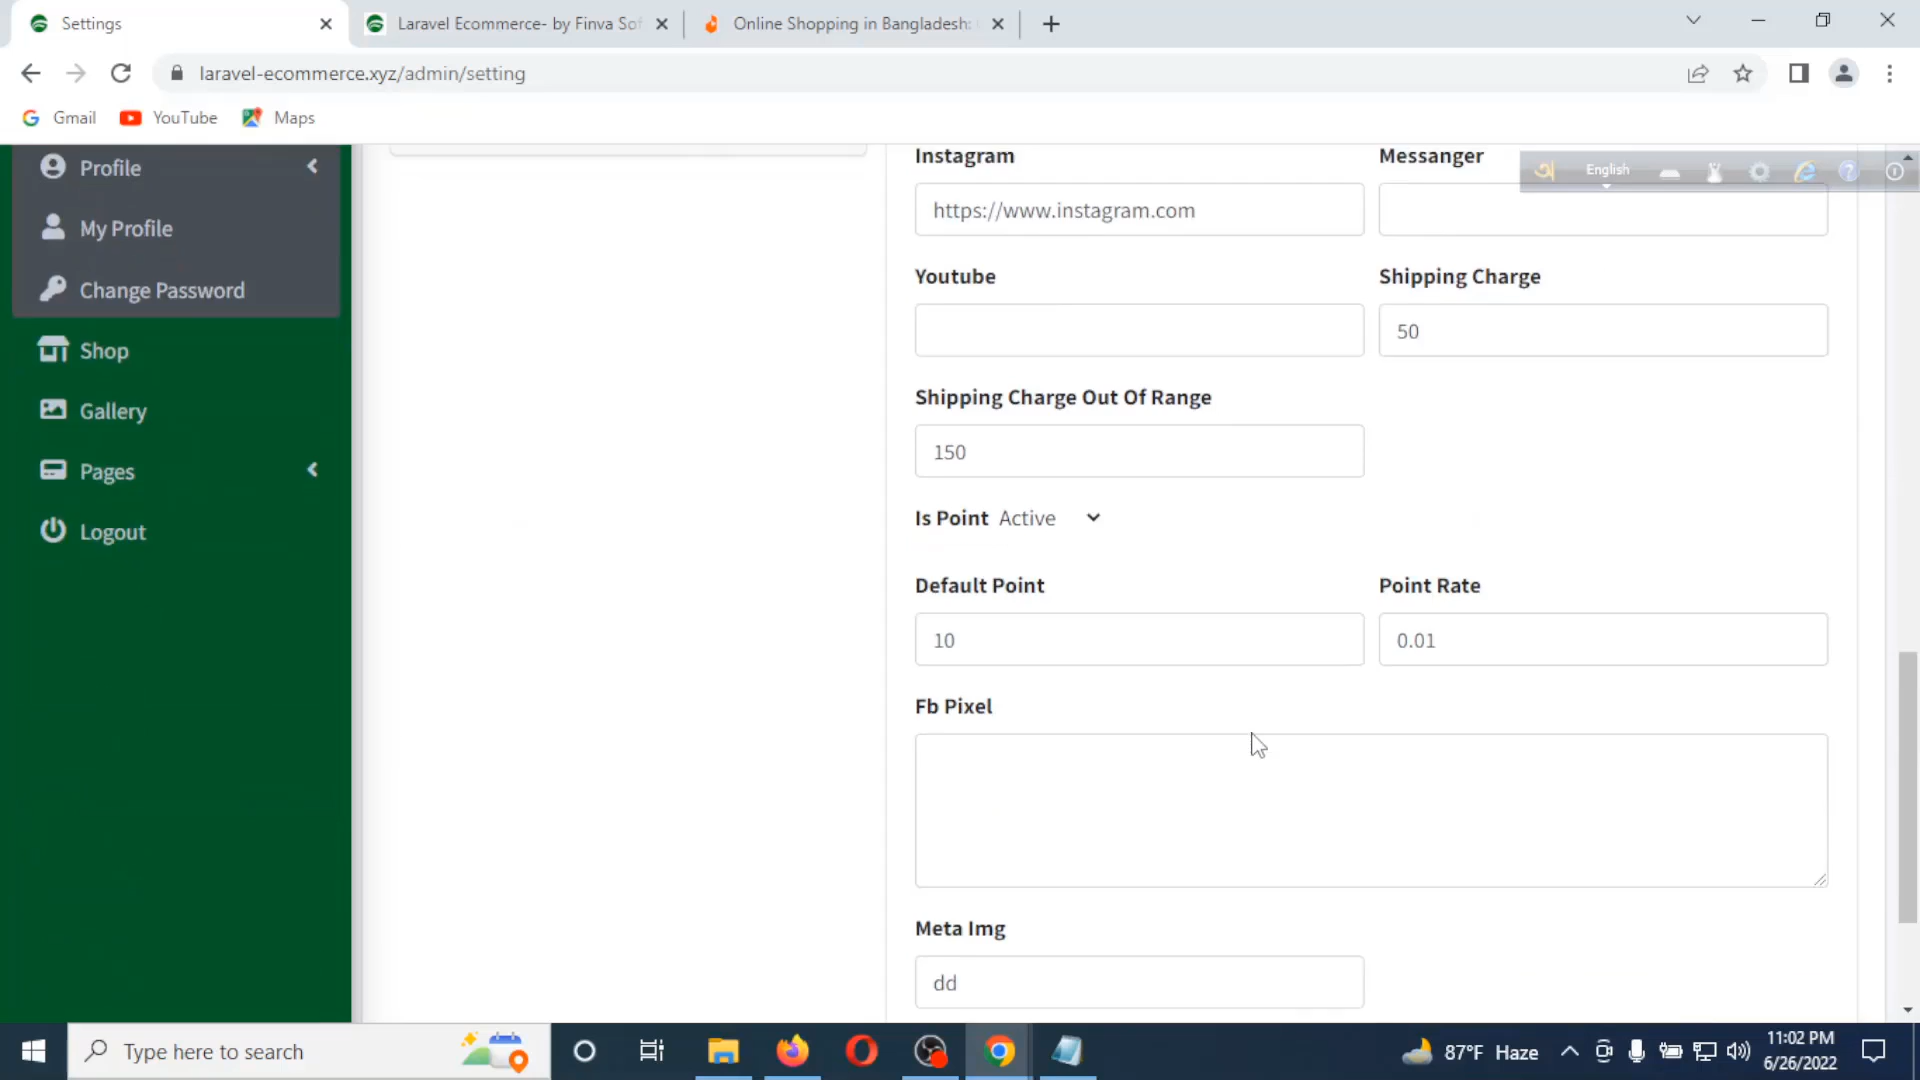 Settings
Laravel Ecommerce- by Finva Sof
Online Shopping in Bangladesh:
laravel-ecommerce.xyz/admin/setting
Gmail
YouTube
Maps
Profile
My Profile
Change Password
Shop
Gallery
Pages
Logout
Instagram
Messanger
অ English
https://www.instagram.com
Youtube
Shipping Charge
50
Shipping Charge Out Of Range
150
Is Point Active
Default Point
Point Rate
10
0.01
Fb Pixel
Meta Img
dd
Type here to search
87°F Haze
11:02 PM
6/26/2022